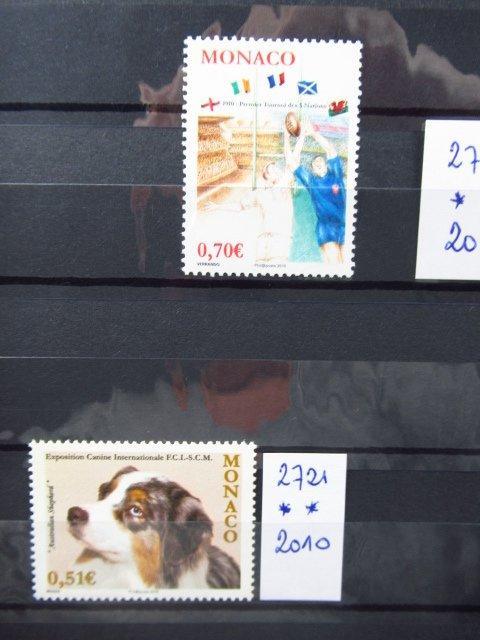 MONACO
1910 : Premier Tournoi des 5 Nations
0,70€
VERRANDO
27
*
20
Exposition Canine Internationale F.C.I.-S.C.M.
MONACO
"Australian Shepherd"
0,51€
2721
* *
2010